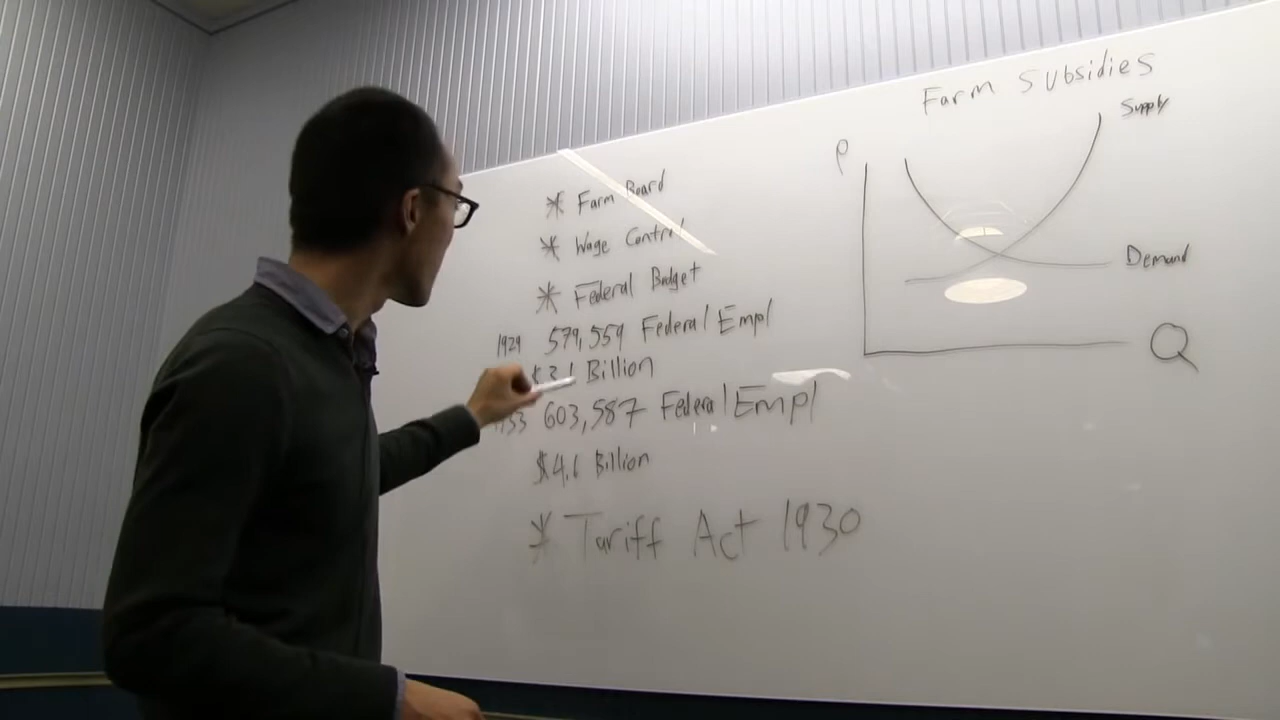 * Farm Board
* Wage Control
* Federal Budget
1929 579,559 Federal Empl
$3.1 Billion
603,587 Federal Empl
$4.6 Billion
* Tariff Act 1930
Farm Subsidies
Supply
P
Demand
Q